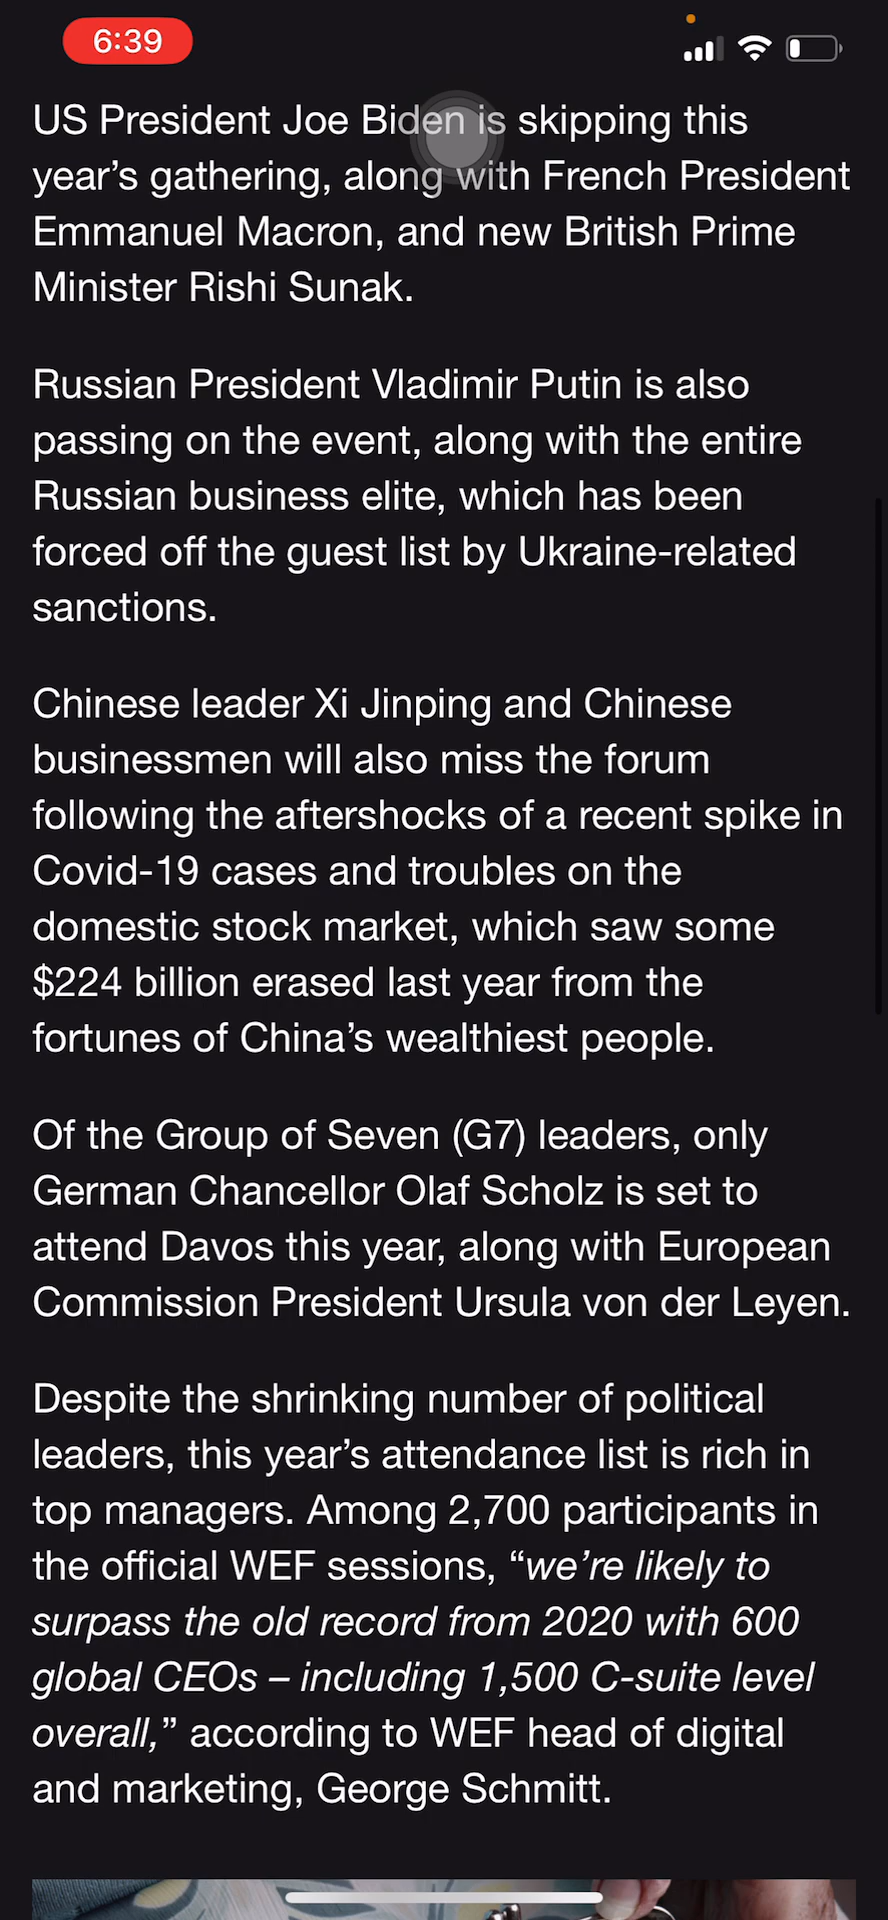 6:39
US President Joe Biden is skipping this
year’s gathering, along with French President
Emmanuel Macron, and new British Prime
Minister Rishi Sunak.
Russian President Vladimir Putin is also
passing on the event, along with the entire
Russian business elite, which has been
forced off the guest list by Ukraine-related
sanctions.
Chinese leader Xi Jinping and Chinese
businessmen will also miss the forum
following the aftershocks of a recent spike in
Covid-19 cases and troubles on the
domestic stock market, which saw some
$224 billion erased last year from the
fortunes of China’s wealthiest people.
Of the Group of Seven (G7) leaders, only
German Chancellor Olaf Scholz is set to
attend Davos this year, along with European
Commission President Ursula von der Leyen.
Despite the shrinking number of political
leaders, this year’s attendance list is rich in
top managers. Among 2,700 participants in
the official WEF sessions, “we’re likely to
surpass the old record from 2020 with 600
global CEOs – including 1,500 C-suite level
overall,” according to WEF head of digital
and marketing, George Schmitt.